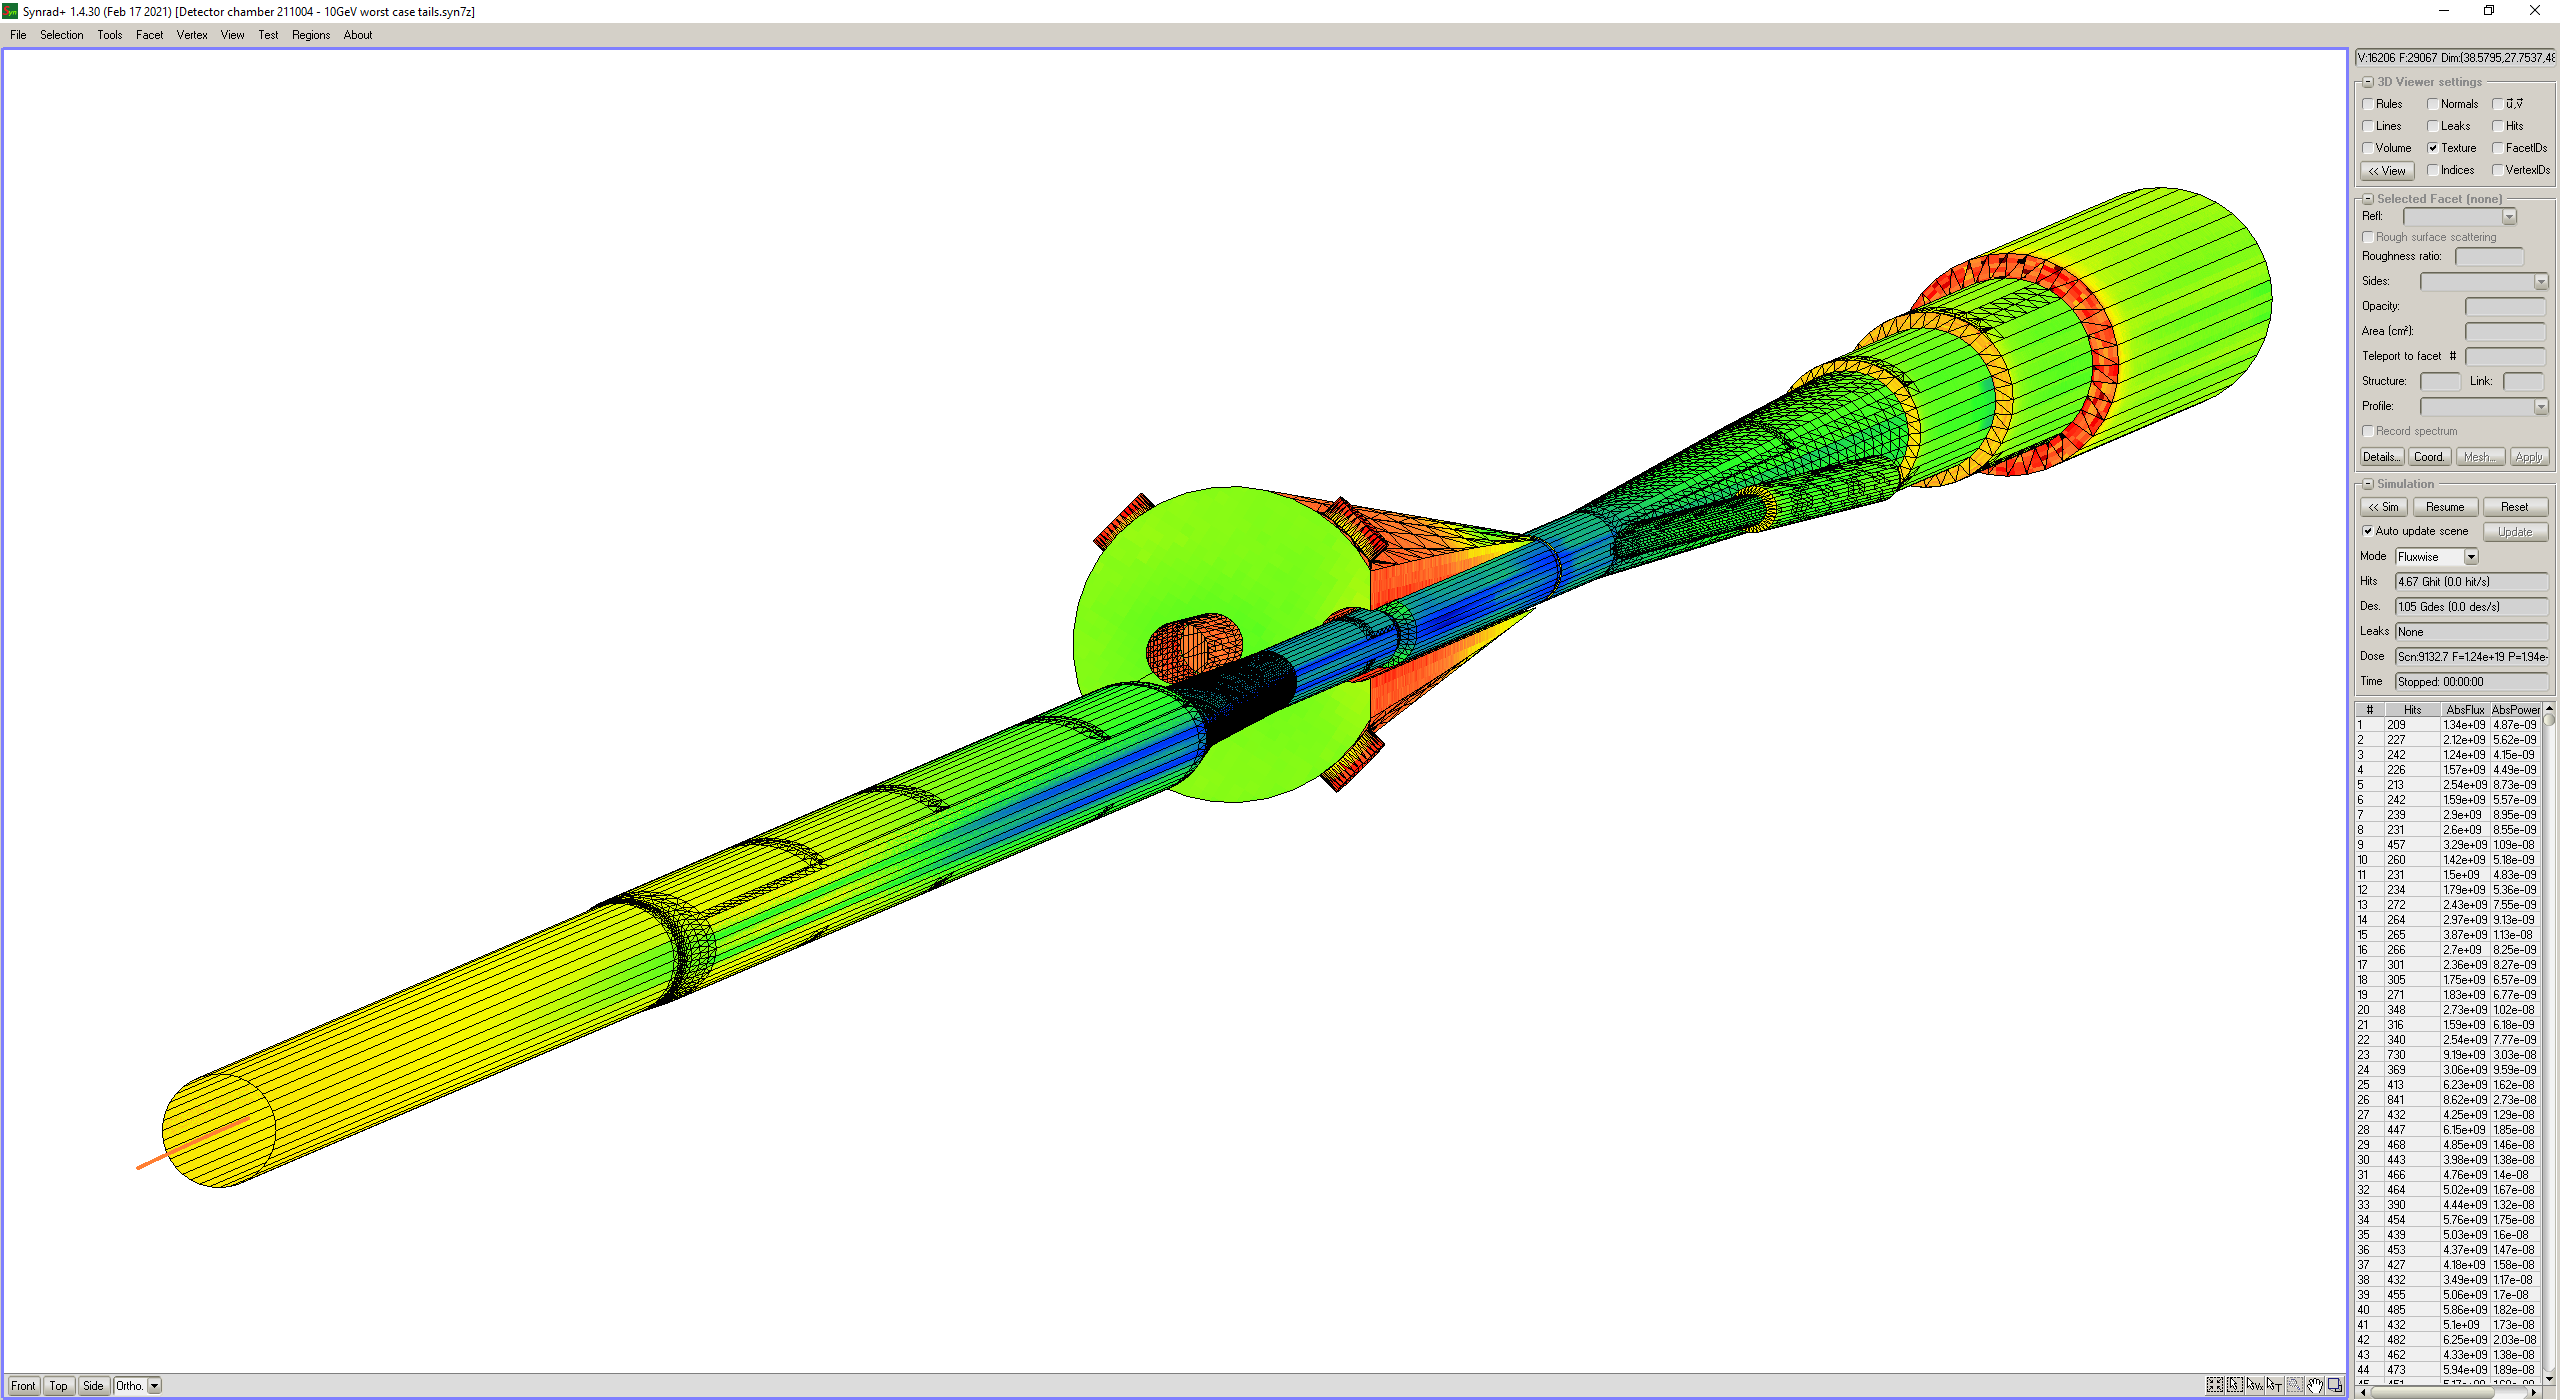 Synrad+ 1.4.30 (Feb 17 2021) [Detector chamber 211004 - 10GeV worst case tails.syn7z]
File Selection Tools Facet Vertex View Test Regions About
V:16206 F:29067 Dim:(38.5795,27.7537,48
3D Viewer settings
Rules Normals u,v
Lines Leaks Hits
Volume Texture FacetIDs
<< View Indices VertexIDs
Selected Facet (none)
Refl:
Rough surface scattering
Roughness ratio:
Sides:
Opacity:
Area (cm²):
Teleport to facet #
Structure: Link:
Profile:
Record spectrum
Details... Coord. Mesh... Apply
Simulation
<< Sim Resume Reset
Auto update scene Update
Mode Fluxwise
Hits 4.67 Ghit (0.0 hit/s)
Des. 1.05 Gdes (0.0 des/s)
Leaks None
Dose Scn:9132.7 F=1.24e+19 P=1.94e-
Time Stopped: 00:00:00
# Hits AbsFlux AbsPower
1 209 1.34e+09 4.87e-09
2 227 2.12e+09 5.62e-09
3 242 1.24e+09 4.15e-09
4 226 1.57e+09 4.49e-09
5 213 2.54e+09 8.73e-09
6 242 1.59e+09 5.57e-09
7 239 2.9e+09 8.95e-09
8 231 2.6e+09 8.55e-09
9 457 3.29e+09 1.09e-08
10 260 1.42e+09 5.18e-09
11 231 1.5e+09 4.83e-09
12 234 1.79e+09 5.36e-09
13 272 2.43e+09 7.55e-09
14 264 2.97e+09 9.13e-09
15 265 3.87e+09 1.13e-08
16 266 2.7e+09 8.25e-09
17 301 2.36e+09 8.27e-09
18 305 1.75e+09 6.57e-09
19 271 1.83e+09 6.77e-09
20 348 2.73e+09 1.02e-08
21 316 1.59e+09 6.18e-09
22 340 2.54e+09 7.77e-09
23 730 9.19e+09 3.03e-08
24 369 3.06e+09 9.59e-09
25 413 6.23e+09 1.62e-08
26 841 8.62e+09 2.73e-08
27 432 4.25e+09 1.29e-08
28 447 6.15e+09 1.85e-08
29 468 4.85e+09 1.46e-08
30 443 3.98e+09 1.38e-08
31 466 4.76e+09 1.4e-08
32 464 5.02e+09 1.67e-08
33 390 4.44e+09 1.32e-08
34 454 5.76e+09 1.75e-08
35 439 5.03e+09 1.6e-08
36 453 4.37e+09 1.47e-08
37 427 4.18e+09 1.58e-08
38 432 3.49e+09 1.17e-08
39 455 5.06e+09 1.7e-08
40 485 5.86e+09 1.82e-08
41 432 5.1e+09 1.73e-08
42 482 6.25e+09 2.03e-08
43 462 4.33e+09 1.38e-08
44 473 5.94e+09 1.89e-08
Front Top Side Ortho.